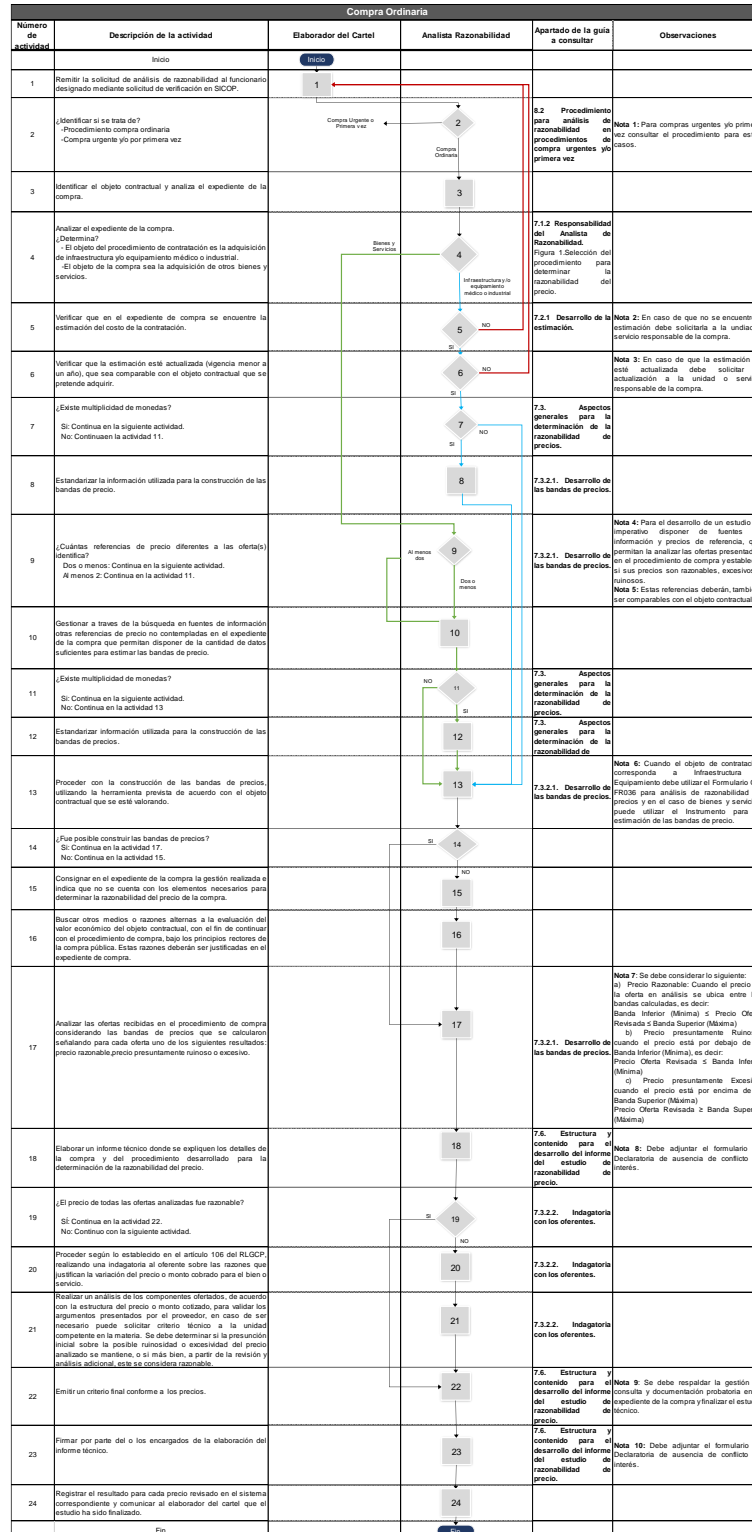 Compra Ordinaria
Número
de
actividad
Descripción de la actividad
Elaborador del Cartel
Analista Razonabilidad
Apartado de la guía
a consultar
Observaciones
Inicio
Inicio
1
Remitir la solicitud de análisis de razonabilidad al funcionario
designado mediante solicitud de verificación en SICOP.
1
2
¿Identificar si se trata de?
-Procedimiento compra ordinaria
-Compra urgente y/o por primera vez
Compra Urgente o
Primera vez
2
Compra
Ordinaria
8.2 Procedimiento
para análisis de
razonabilidad en
procedimientos de
compra urgentes y/o
primera vez
Nota 1: Para compras urgentes y/o
vez consultar el procedimiento para
casos.
3
Identificar el objeto contractual y analiza el expediente de la
compra.
3
4
Analizar el expediente de la compra.
¿Determina?
- El objeto del procedimiento de contratación es la adquisición
de infraestructura y/o equipamiento médico o industrial.
-El objeto de la compra sea la adquisición de otros bienes y
servicios.
Bienes y
Servicios
4
Infraestructura y/o
equipamiento
médico o industrial
7.1.2 Responsabilidad
del Analista de
Razonabilidad.
Figura 1.Selección del
procedimiento para
determinar la
razonabilidad del
precio.
5
Verificar que en el expediente de compra se encuentre la
estimación del costo de la contratación.
5
NO
SI
7.2.1 Desarrollo de la
estimación.
Nota 2: En caso de que no se
estimación debe solicitarla a la
servicio responsable de la compra.
6
Verificar que la estimación esté actualizada (vigencia menor a
un año), que sea comparable con el objeto contractual que se
pretende adquirir.
6
NO
SI
Nota 3: En caso de que la estimación
esté actualizada debe solicitar
actualización a la unidad o
responsable de la compra.
7
¿Existe multiplicidad de monedas?
Si: Continua en la siguiente actividad.
No: Continuaen la actividad 11.
7
NO
SI
7.3. Aspectos
generales para la
determinación de la
razonabilidad de
precios.
8
Estandarizar la información utilizada para la construcción de las
bandas de precio.
8
7.3.2.1. Desarrollo de
las bandas de precios.
9
¿Cuántas referencias de precio diferentes a las oferta(s)
identifica?
Dos o menos: Continua en la siguiente actividad.
Al menos 2: Continua en la actividad 11.
9
Al menos
dos
Dos o
menos
7.3.2.1. Desarrollo de
las bandas de precios.
Nota 4: Para el desarrollo de un estudio
imperativo disponer de fuentes
información y precios de referencia,
permitan la analizar las ofertas
en el procedimiento de compra y
si sus precios son razonables,
ruinosos.
Nota 5: Estas referencias deberán,
ser comparables con el objeto contractual
10
Gestionar a traves de la búsqueda en fuentes de información
otras referencias de precio no contempladas en el expediente
de la compra que permitan disponer de la cantidad de datos
suficientes para estimar las bandas de precio.
10
11
¿Existe multiplicidad de monedas?
Si: Continua en la siguiente actividad.
No: Continua en la actividad 13
NO
11
SI
7.3. Aspectos
generales para la
determinación de la
razonabilidad de
precios.
12
Estandarizar información utilizada para la construcción de las
bandas de precios.
12
7.3. Aspectos
generales para la
determinación de la
razonabilidad de
13
Proceder con la construcción de las bandas de precios,
utilizando la herramienta prevista de acuerdo con el objeto
contractual que se esté valorando.
13
7.3.2.1. Desarrollo de
las bandas de precios.
Nota 6: Cuando el objeto de
corresponda a Infraestructura
Equipamiento debe utilizar el Formulario
FR036 para análisis de razonabilidad
precios y en el caso de bienes y
puede utilizar el Instrumento para
estimación de las bandas de precio.
14
¿Fue posible construir las bandas de precios?
Si: Continua en la actividad 17.
No: Continua en la actividad 15.
SI
14
NO
15
Consignar en el expediente de la compra la gestión realizada e
indica que no se cuenta con los elementos necesarios para
determinar la razonabilidad del precio de la compra.
15
16
Buscar otros medios o razones alternas a la evaluación del
valor económico del objeto contractual, con el fin de continuar
con el procedimiento de compra, bajo los principios rectores de
la compra pública. Estas razones deberán ser justificadas en el
expediente de compra.
16
17
Analizar las ofertas recibidas en el procedimiento de compra
considerando las bandas de precios que se calcularon
señalando para cada oferta uno de los siguientes resultados:
precio razonable,precio presuntamente ruinoso o excesivo.
17
7.3.2.1. Desarrollo de
las bandas de precios.
Nota 7: Se debe considerar lo siguiente:
a) Precio Razonable: Cuando el precio
la oferta en análisis se ubica entre
bandas calculadas, es decir:
Banda Inferior (Mínima) ≤ Precio
Revisada ≤ Banda Superior (Máxima)
b) Precio presuntamente
cuando el precio está por debajo de
Banda Inferior (Mínima), es decir:
Precio Oferta Revisada ≤ Banda
(Mínima)
c) Precio presuntamente
cuando el precio está por encima de
Banda Superior (Máxima)
Precio Oferta Revisada ≥ Banda
(Máxima)
18
Elaborar un informe técnico donde se expliquen los detalles de
la compra y del procedimiento desarrollado para la
determinación de la razonabilidad del precio.
18
7.6. Estructura y
contenido para el
desarrollo del informe
del estudio de
razonabilidad de
precio.
Nota 8: Debe adjuntar el formulario
Declaratoria de ausencia de conflicto
interés.
19
¿El precio de todas las ofertas analizadas fue razonable?
SÍ: Continua en la actividad 22.
No: Continuo con la siguiente actividad.
SI
19
NO
7.3.2.2. Indagatoria
con los oferentes.
20
Proceder según lo establecido en el artículo 106 del RLGCP,
realizando una indagatoria al oferente sobre las razones que
justifican la variación del precio o monto cobrado para el bien o
servicio.
20
7.3.2.2. Indagatoria
con los oferentes.
21
Realizar un análisis de los componentes ofertados, de acuerdo
con la estructura del precio o monto cotizado, para validar los
argumentos presentados por el proveedor, en caso de ser
necesario puede solicitar criterio técnico a la unidad
competente en la materia. Se debe determinar si la presunción
inicial sobre la posible ruinosidad o excesividad del precio
analizado se mantiene, o si más bien, a partir de la revisión y
análisis adicional, este se considera razonable.
21
7.3.2.2. Indagatoria
con los oferentes.
22
Emitir un criterio final conforme a los precios.
22
7.6. Estructura y
contenido para el
desarrollo del informe
del estudio de
razonabilidad de
precio.
Nota 9: Se debe respaldar la gestión
consulta y documentación probatoria en
expediente de la compra y finalizar el
técnico.
23
Firmar por parte del o los encargados de la elaboración del
informe técnico.
23
7.6. Estructura y
contenido para el
desarrollo del informe
del estudio de
razonabilidad de
precio.
Nota 10: Debe adjuntar el formulario
Declaratoria de ausencia de conflicto
interés.
24
Registrar el resultado para cada precio revisado en el sistema
correspondiente y comunicar al elaborador del cartel que el
estudio ha sido finalizado.
24
Fin
Fin